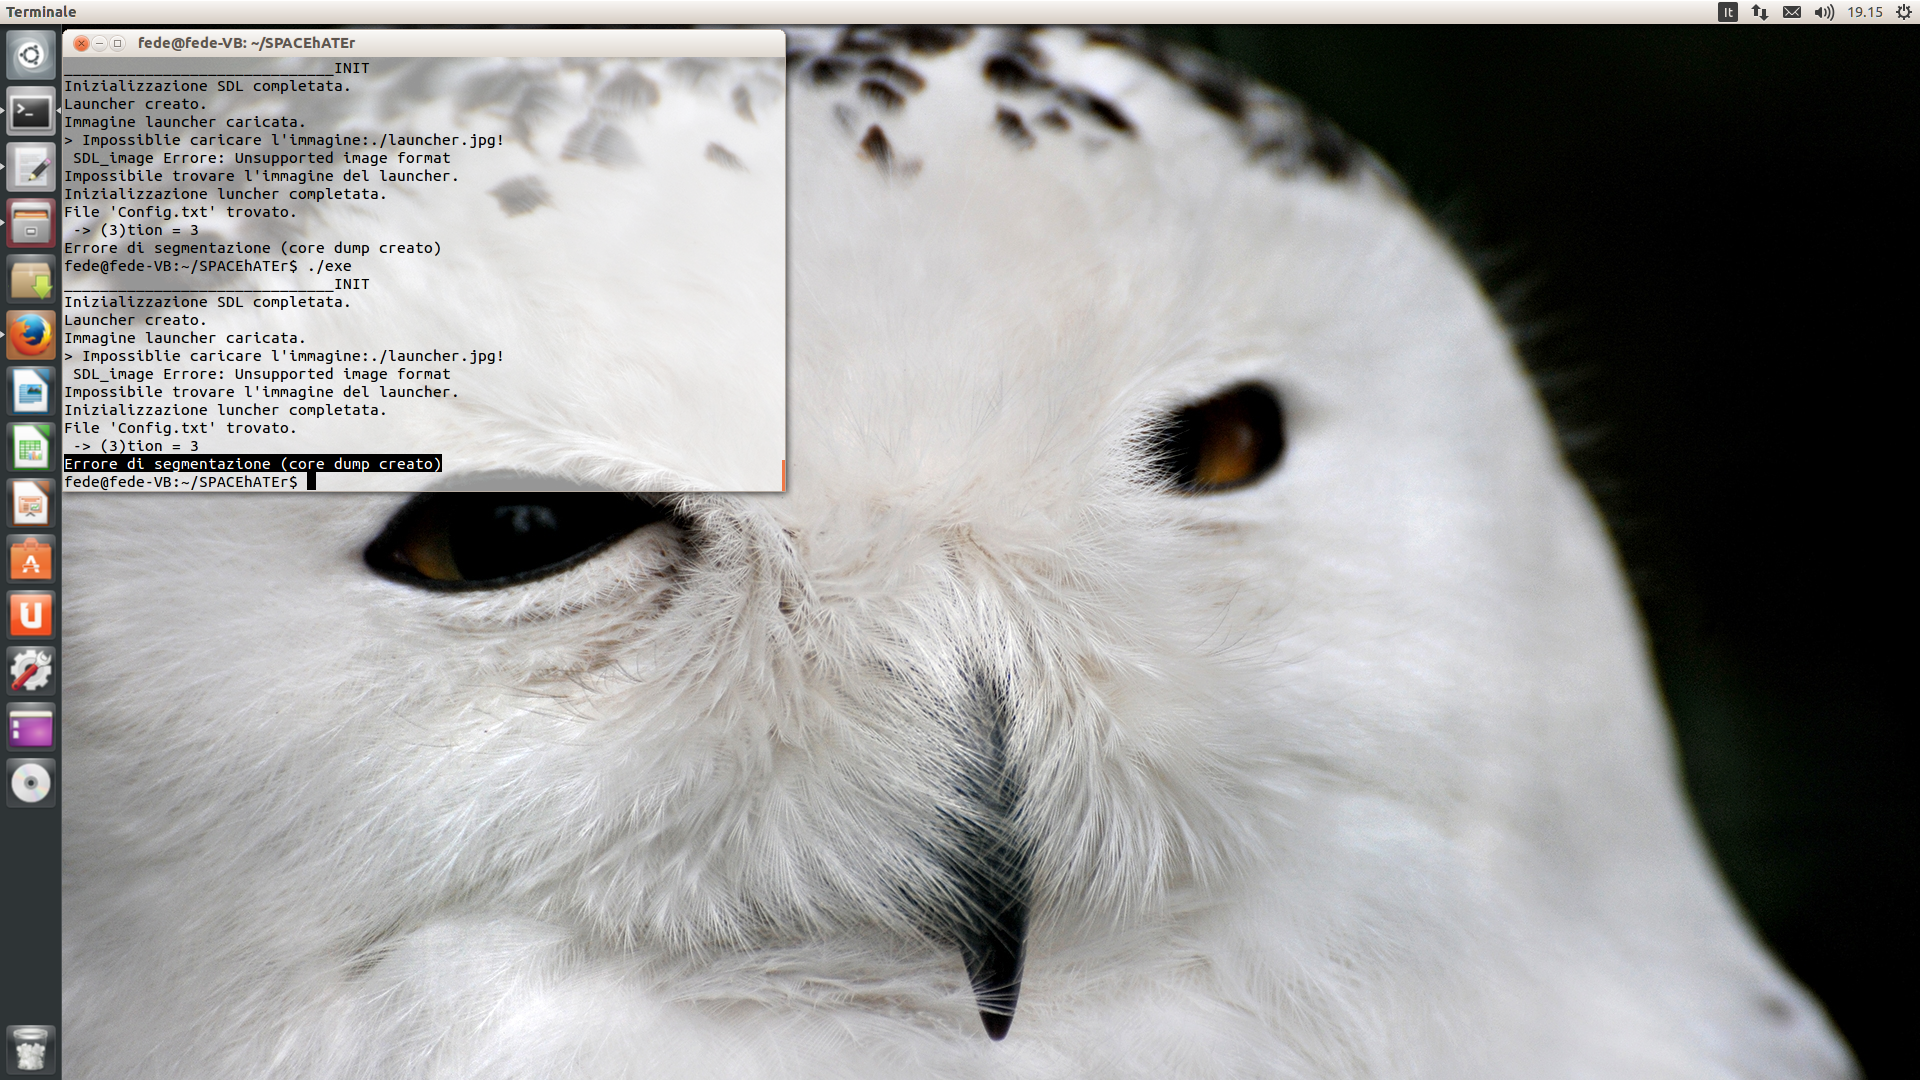 Terminale
It
19.15
fede@fede-VB: ~/SPACEhATEr
______________________________INIT
Inizializzazione SDL completata.
Launcher creato.
Immagine launcher caricata.
> Impossiblie caricare l'immagine:./launcher.jpg!
 SDL_image Errore: Unsupported image format
Impossibile trovare l'immagine del launcher.
Inizializzazione luncher completata.
File 'Config.txt' trovato.
 -> (3)tion = 3
Errore di segmentazione (core dump creato)
fede@fede-VB:~/SPACEhATEr$ ./exe
______________________________INIT
Inizializzazione SDL completata.
Launcher creato.
Immagine launcher caricata.
> Impossiblie caricare l'immagine:./launcher.jpg!
 SDL_image Errore: Unsupported image format
Impossibile trovare l'immagine del launcher.
Inizializzazione luncher completata.
File 'Config.txt' trovato.
 -> (3)tion = 3
Errore di segmentazione (core dump creato)
fede@fede-VB:~/SPACEhATEr$